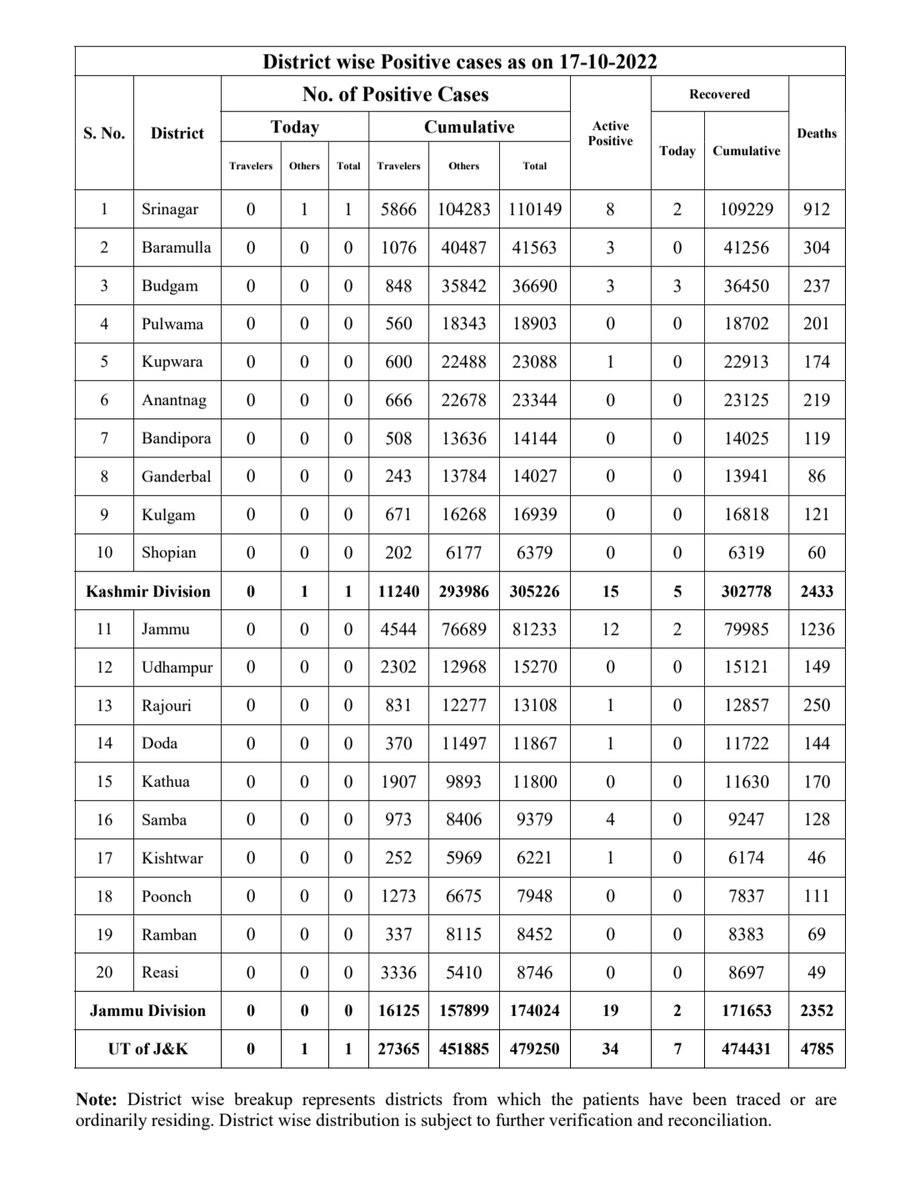 District wise Positive cases as on 17-10-2022
S. No. District No. of Positive Cases Active Positive Recovered Deaths
Today Cumulative Today Cumulative
Travelers Others Total Travelers Others Total
1 Srinagar 0 1 1 5866 104283 110149 8 2 109229 912
2 Baramulla 0 0 0 1076 40487 41563 3 0 41256 304
3 Budgam 0 0 0 848 35842 36690 3 3 36450 237
4 Pulwama 0 0 0 560 18343 18903 0 0 18702 201
5 Kupwara 0 0 0 600 22488 23088 1 0 22913 174
6 Anantnag 0 0 0 666 22678 23344 0 0 23125 219
7 Bandipora 0 0 0 508 13636 14144 0 0 14025 119
8 Ganderbal 0 0 0 243 13784 14027 0 0 13941 86
9 Kulgam 0 0 0 671 16268 16939 0 0 16818 121
10 Shopian 0 0 0 202 6177 6379 0 0 6319 60
Kashmir Division 0 1 1 11240 293986 305226 15 5 302778 2433
11 Jammu 0 0 0 4544 76689 81233 12 2 79985 1236
12 Udhampur 0 0 0 2302 12968 15270 0 0 15121 149
13 Rajouri 0 0 0 831 12277 13108 1 0 12857 250
14 Doda 0 0 0 370 11497 11867 1 0 11722 144
15 Kathua 0 0 0 1907 9893 11800 0 0 11630 170
16 Samba 0 0 0 973 8406 9379 4 0 9247 128
17 Kishtwar 0 0 0 252 5969 6221 1 0 6174 46
18 Poonch 0 0 0 1273 6675 7948 0 0 7837 111
19 Ramban 0 0 0 337 8115 8452 0 0 8383 69
20 Reasi 0 0 0 3336 5410 8746 0 0 8697 49
Jammu Division 0 0 0 16125 157899 174024 19 2 171653 2352
UT of J&K 0 1 1 27365 451885 479250 34 7 474431 4785
Note: District wise breakup represents districts from which the patients have been traced or are
ordinarily residing. District wise distribution is subject to further verification and reconciliation.